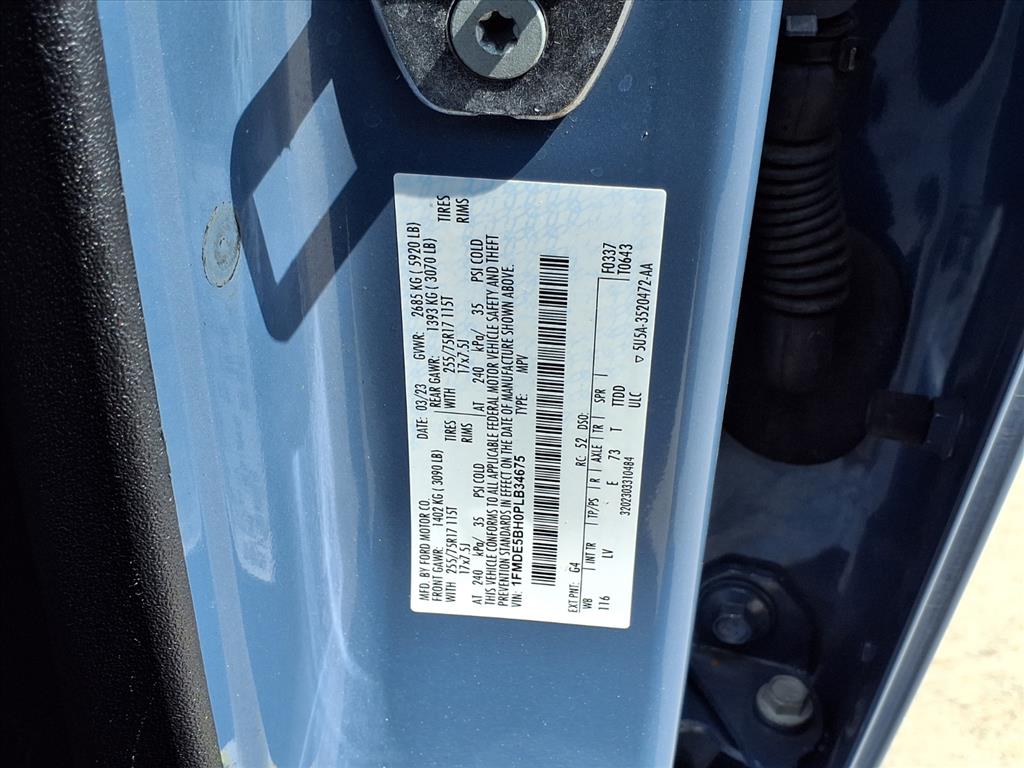 MFD. BY FORD MOTOR CO. DATE: 03/23 GVWR: 2685 KG ( 5920 LB)
FRONT GAWR: 1402 KG ( 3090 LB) REAR GAWR: 1393 KG ( 3070 LB)
WITH 255/75R17 115T TIRES WITH 255/75R17 115T TIRES
17x7.5J RIMS 17x7.5J RIMS
AT 240 kPa/ 35 PSI COLD AT 240 kPa/ 35 PSI COLD
THIS VEHICLE CONFORMS TO ALL APPLICABLE FEDERAL MOTOR VEHICLE SAFETY AND THEFT
PREVENTION STANDARDS IN EFFECT ON THE DATE OF MANUFACTURE SHOWN ABOVE.
VIN: 1FMDE5BH0PLB34675 TYPE: MPV
F0337
T0643
EXT PNT: G4 RC: 52 DSO:
WB INT TR TP/PS R AXLE TR SPR
116 LV E 73 T TTDD
3202303310484 ULC ▽ 5U5A-3520472-AA